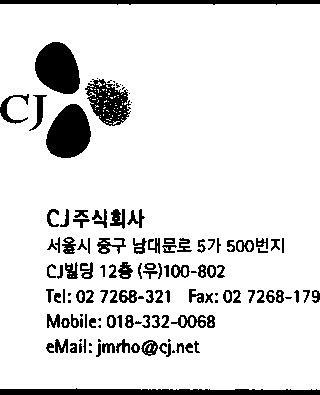 CJ
CJ주식회사
서울시 중구 남대문로 5가 500번지
CJ빌딩 12층 (우)100-802
Tel: 02 7268-321 Fax: 02 7268-179
Mobile: 018-332-0068
eMail: jmrho@cj.net